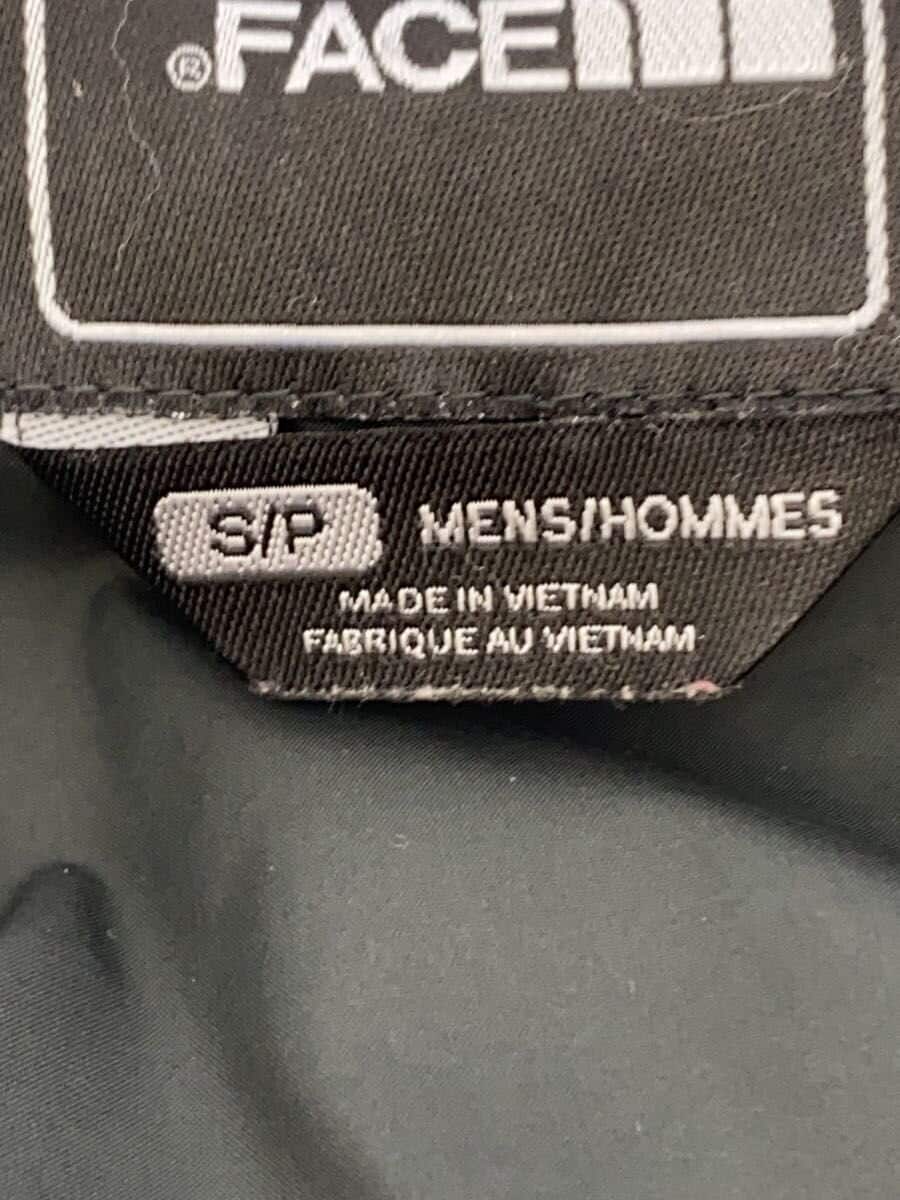 ®FACE
S/P MENS/HOMMES
MADE IN VIETNAM
FABRIQUE AU VIETNAM